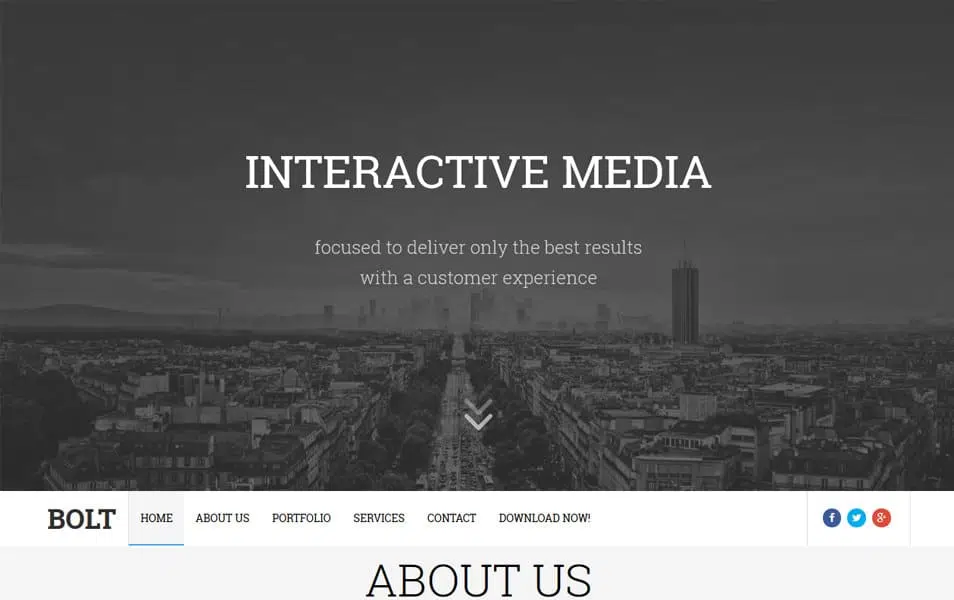 INTERACTIVE MEDIA
focused to deliver only the best results
with a customer experience
BOLT HOME ABOUT US PORTFOLIO SERVICES CONTACT DOWNLOAD NOW!
ABOUT US